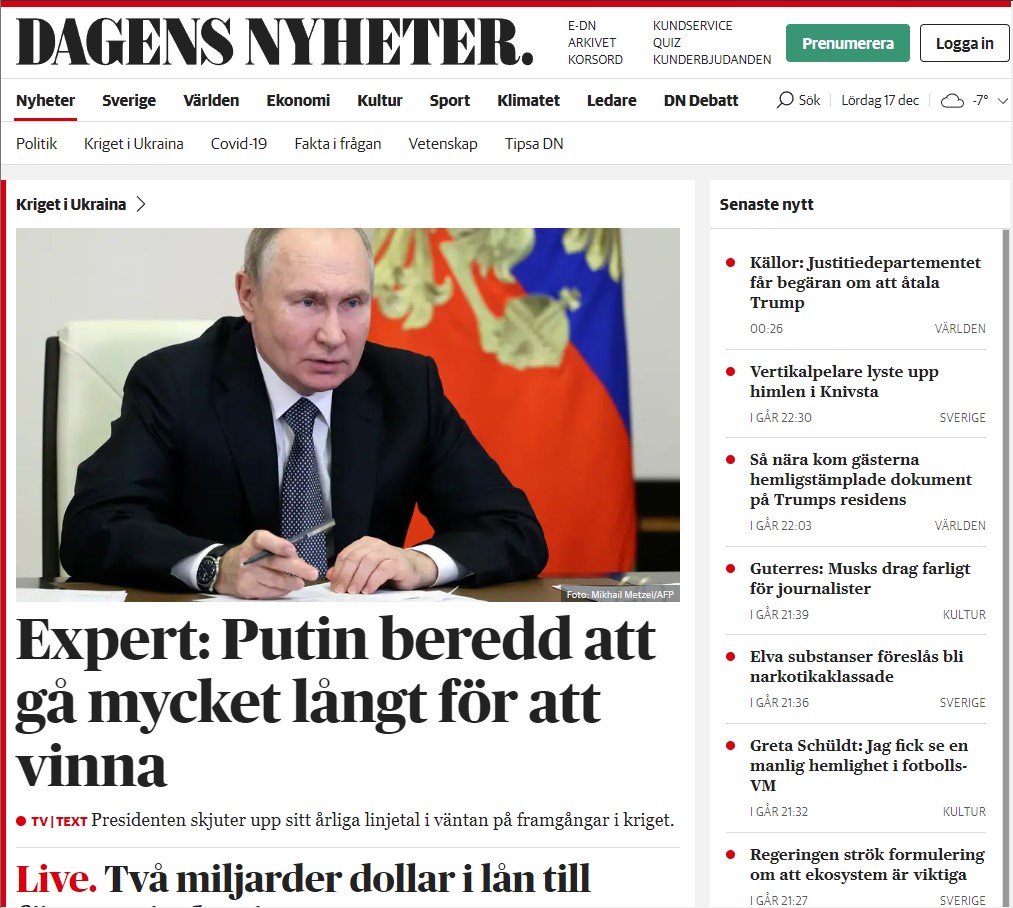 DAGENS NYHETER.
E-DN
ARKIVET
KORSORD
KUNDSERVICE
QUIZ
KUNDERBJUDANDEN
Prenumerera
Logga in
Nyheter Sverige Världen Ekonomi Kultur Sport Klimatet Ledare DN Debatt
Sök
Lördag 17 dec
-7°
Politik Kriget i Ukraina Covid-19 Fakta i frågan Vetenskap Tipsa DN
Kriget i Ukraina
Foto: Mikhail Metzel/AFP
Expert: Putin beredd att
gå mycket långt för att
vinna
TV|TEXT Presidenten skjuter upp sitt årliga linjetal i väntan på framgångar i kriget.
Live. Två miljarder dollar i lån till
Senaste nytt
Källor: Justitiedepartementet
får begäran om att åtala
Trump
00:26 VÄRLDEN
Vertikalpelare lyste upp
himlen i Knivsta
I GÅR 22:30 SVERIGE
Så nära kom gästerna
hemligstämplade dokument
på Trumps residens
I GÅR 22:03 VÄRLDEN
Guterres: Musks drag farligt
för journalister
I GÅR 21:39 KULTUR
Elva substanser föreslås bli
narkotikaklassade
I GÅR 21:36 SVERIGE
Greta Schüldt: Jag fick se en
manlig hemlighet i fotbolls-
VM
I GÅR 21:32 KULTUR
Regeringen strök formulering
om att ekosystem är viktiga
I GÅR 21:27 SVERIGE